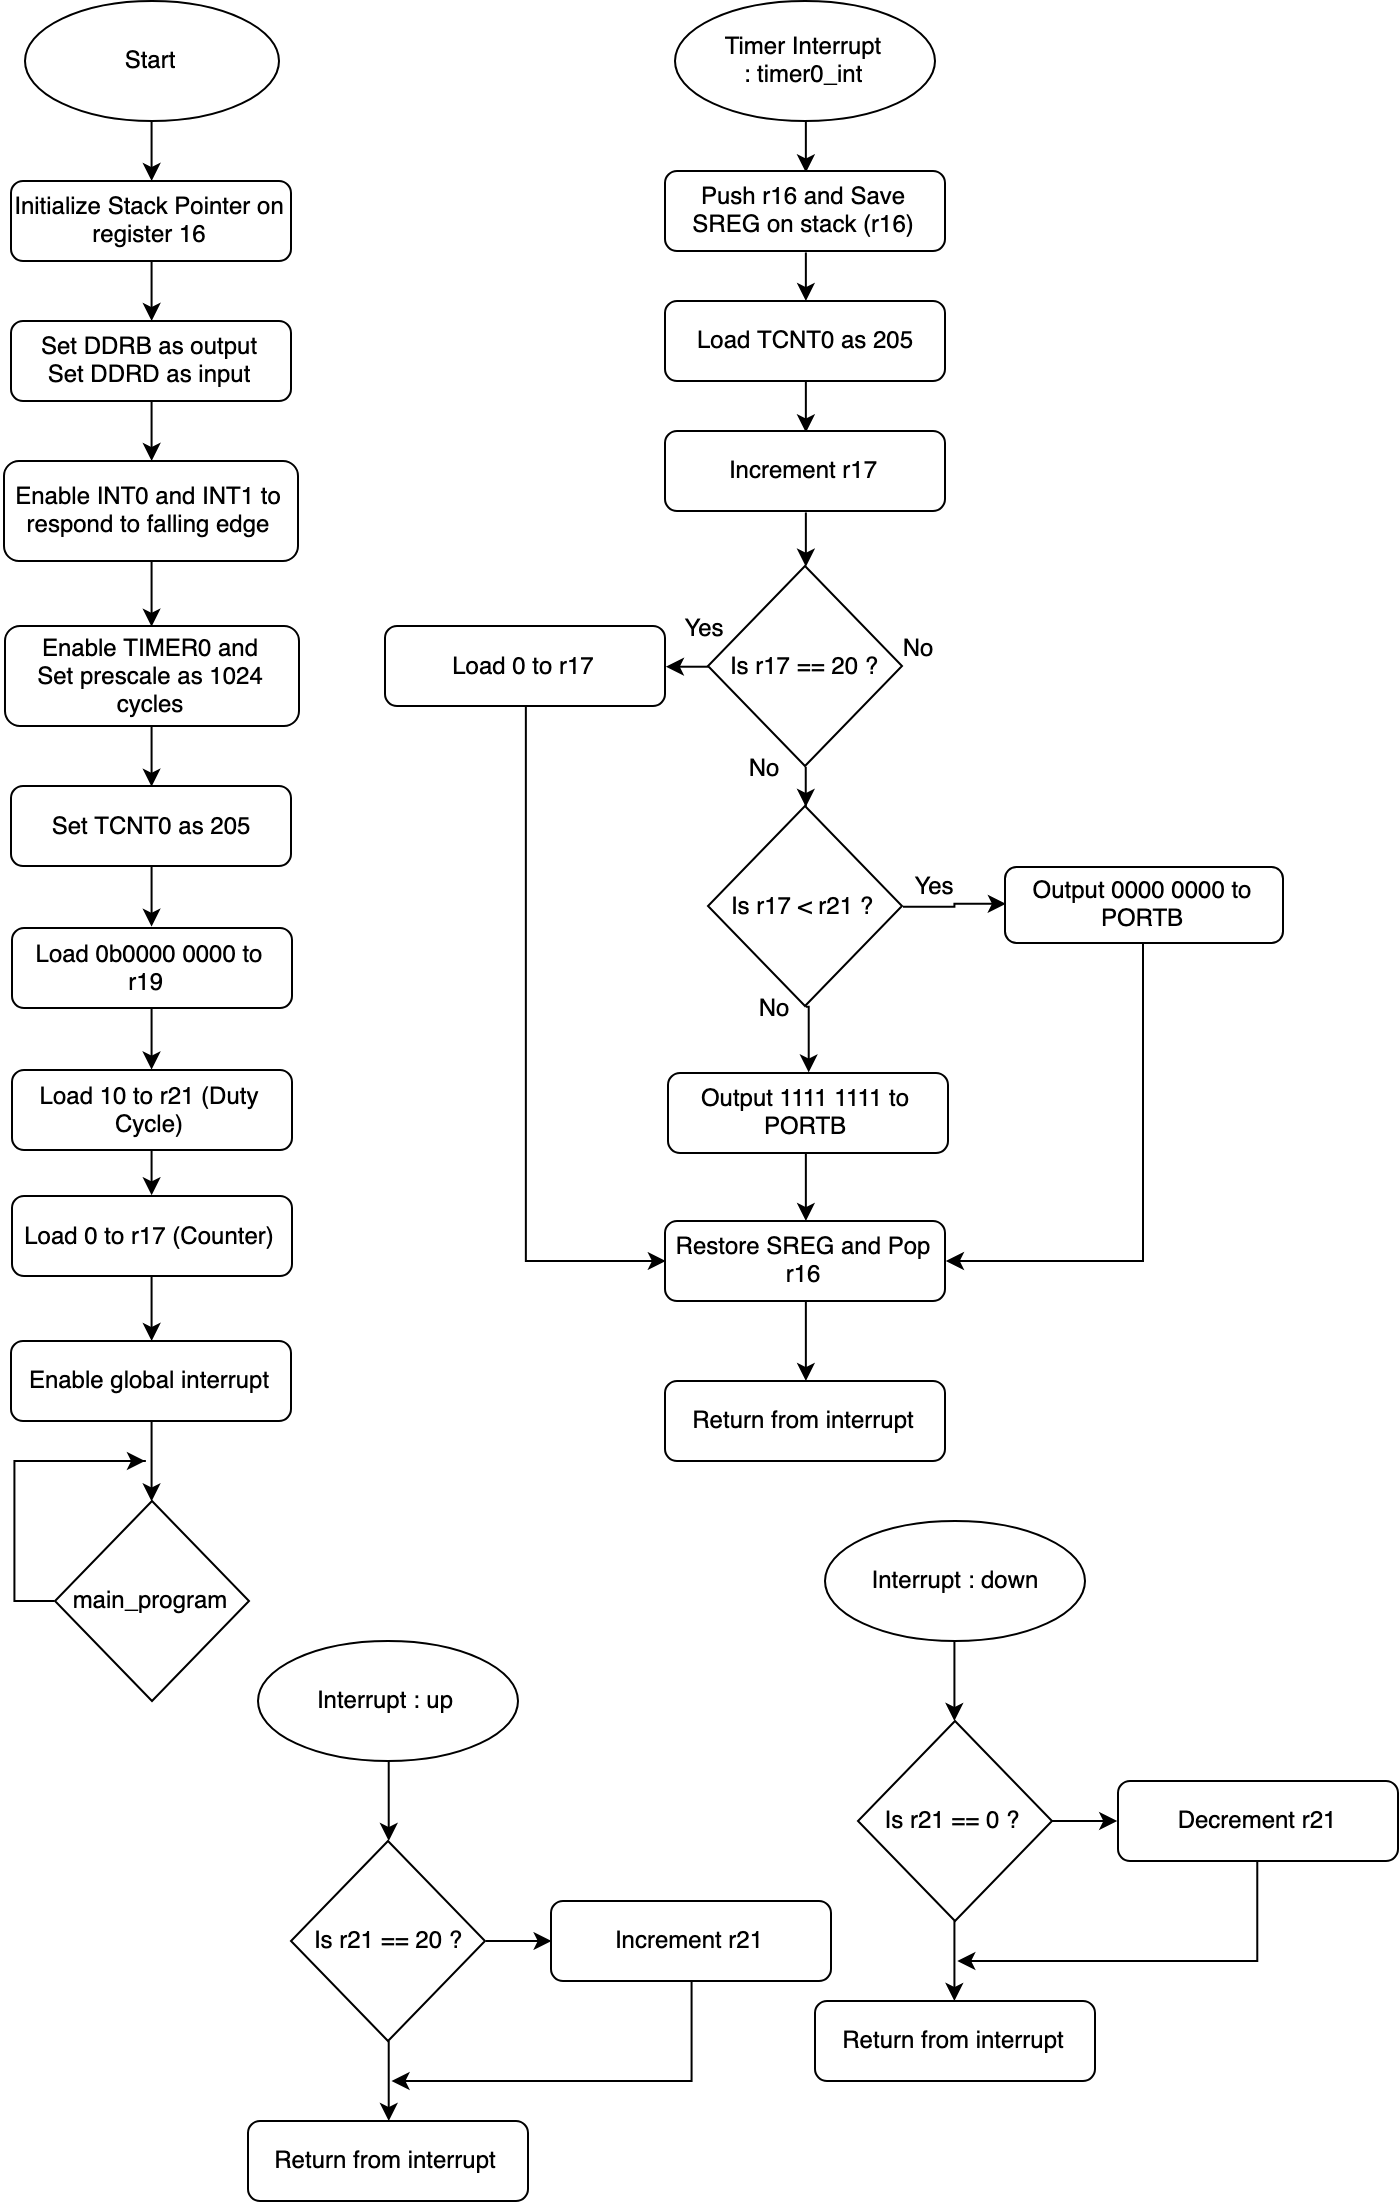 Start
Initialize Stack Pointer on
register 16
Set DDRB as output
Set DDRD as input
Enable INT0 and INT1 to
respond to falling edge
Enable TIMER0 and
Set prescale as 1024
cycles
Set TCNT0 as 205
Load 0b0000 0000 to
r19
Load 10 to r21 (Duty
Cycle)
Load 0 to r17 (Counter)
Enable global interrupt
main_program
Timer Interrupt
: timer0_int
Push r16 and Save
SREG on stack (r16)
Load TCNT0 as 205
Increment r17
Is r17 == 20 ?
Yes
No
Load 0 to r17
No
Is r17 < r21 ?
Yes
Output 0000 0000 to
PORTB
No
Output 1111 1111 to
PORTB
Restore SREG and Pop
r16
Return from interrupt
Interrupt : up
Is r21 == 20 ?
Increment r21
Return from interrupt
Interrupt : down
Is r21 == 0 ?
Decrement r21
Return from interrupt